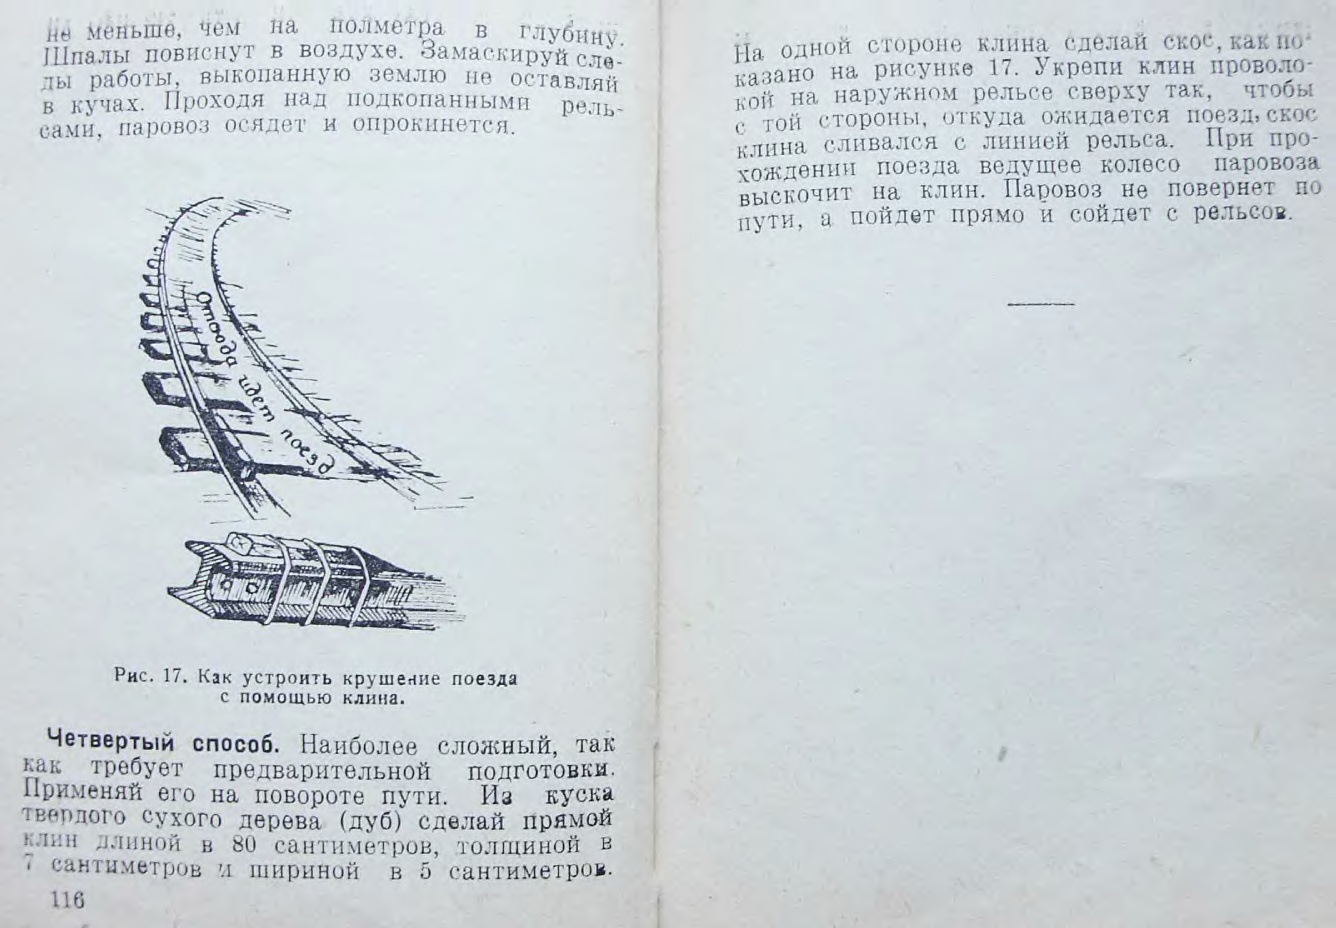 не меньше, чем на полметра в глубину.
Шпалы повиснут в воздухе. Замаскируй сле-
ды работы, выкопанную землю не оставляй
в кучах. Проходя над подкопанными рель-
сами, паровоз осядет и опрокинется.
Отсюда идет поезд
Рис. 17. Как устроить крушение поезда
с помощью клина.
Четвертый способ. Наиболее сложный, так
как требует предварительной подготовки.
Применяй его на повороте пути. Из куска
твердого сухого дерева (дуб) сделай прямой
клин длиной в 80 сантиметров, толщиной в
7 сантиметров и шириной в 5 сантиметров.
116
На одной стороне клина сделай скос, как по-
казано на рисунке 17. Укрепи клин проволо-
кой на наружном рельсе сверху так, чтобы
с той стороны, откуда ожидается поезд, скос
клина сливался с линией рельса. При про-
хождении поезда ведущее колесо паровоза
выскочит на клин. Паровоз не повернет по
пути, а пойдет прямо и сойдет с рельсов.